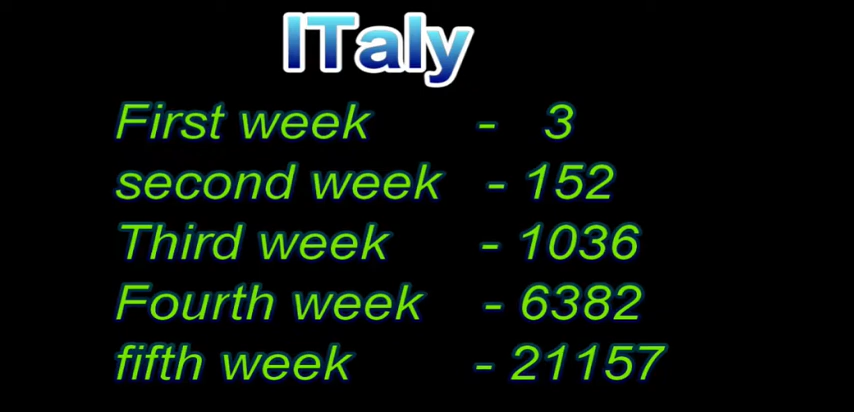 ITaly
First week - 3
second week - 152
Third week - 1036
Fourth week - 6382
fifth week - 21157